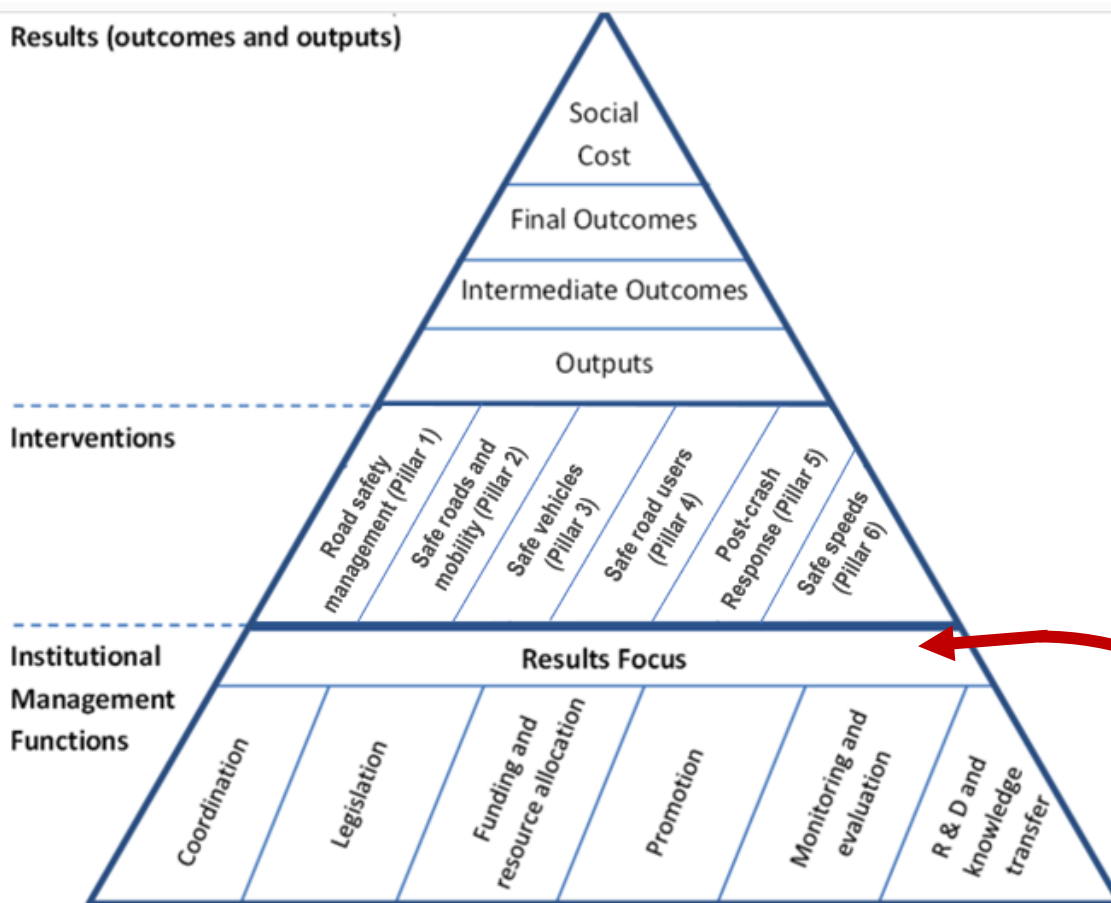 Results (outcomes and outputs)
Social
Cost
Final Outcomes
Intermediate Outcomes
Outputs
Interventions
Road safety
management (Pillar 1)
Safe roads and
mobility (Pillar 2)
Safe vehicles
(Pillar 3)
Safe road users
(Pillar 4)
Post-crash
Response (Pillar 5)
Safe speeds
(Pillar 6)
Institutional
Management
Functions
Results Focus
Coordination
Legislation
Funding and
resource allocation
Promotion
Monitoring and
evaluation
R & D and
knowledge
transfer